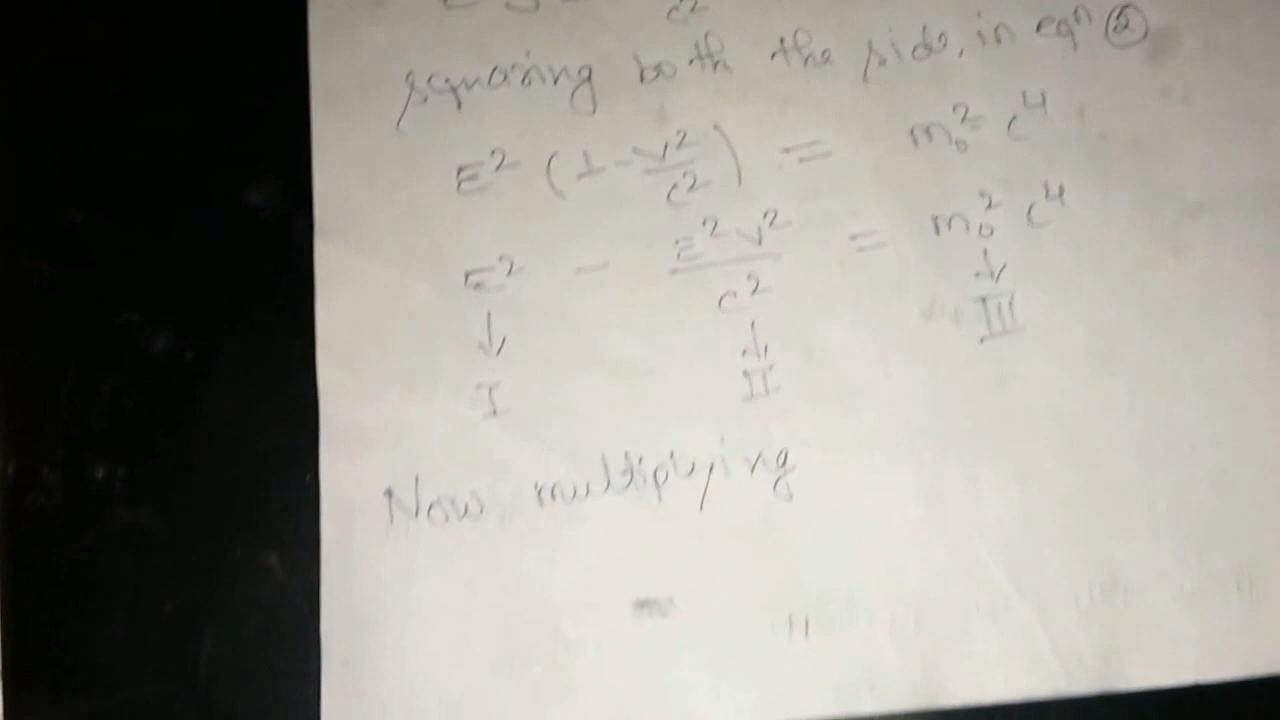 c²
squaring both the side, in eqⁿ ②
E² (1 - v²/c²) = m₀² c⁴
E² - E²v²/c² = m₀² c⁴
↓ ↓ ↓
I II III
Now multiplying